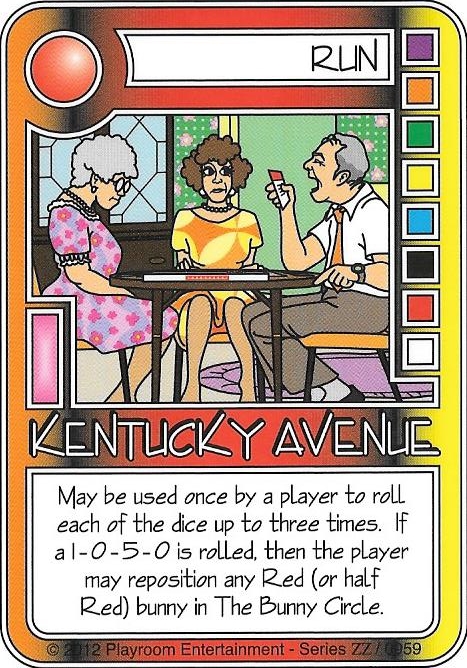 RUN
KENTUCKY AVENUE
May be used once by a player to roll
each of the dice up to three times. If
a 1-0-5-0 is rolled, then the player
may reposition any Red (or half
Red) bunny in The Bunny Circle.
© 2012 Playroom Entertainment - Series ZZ / 0959